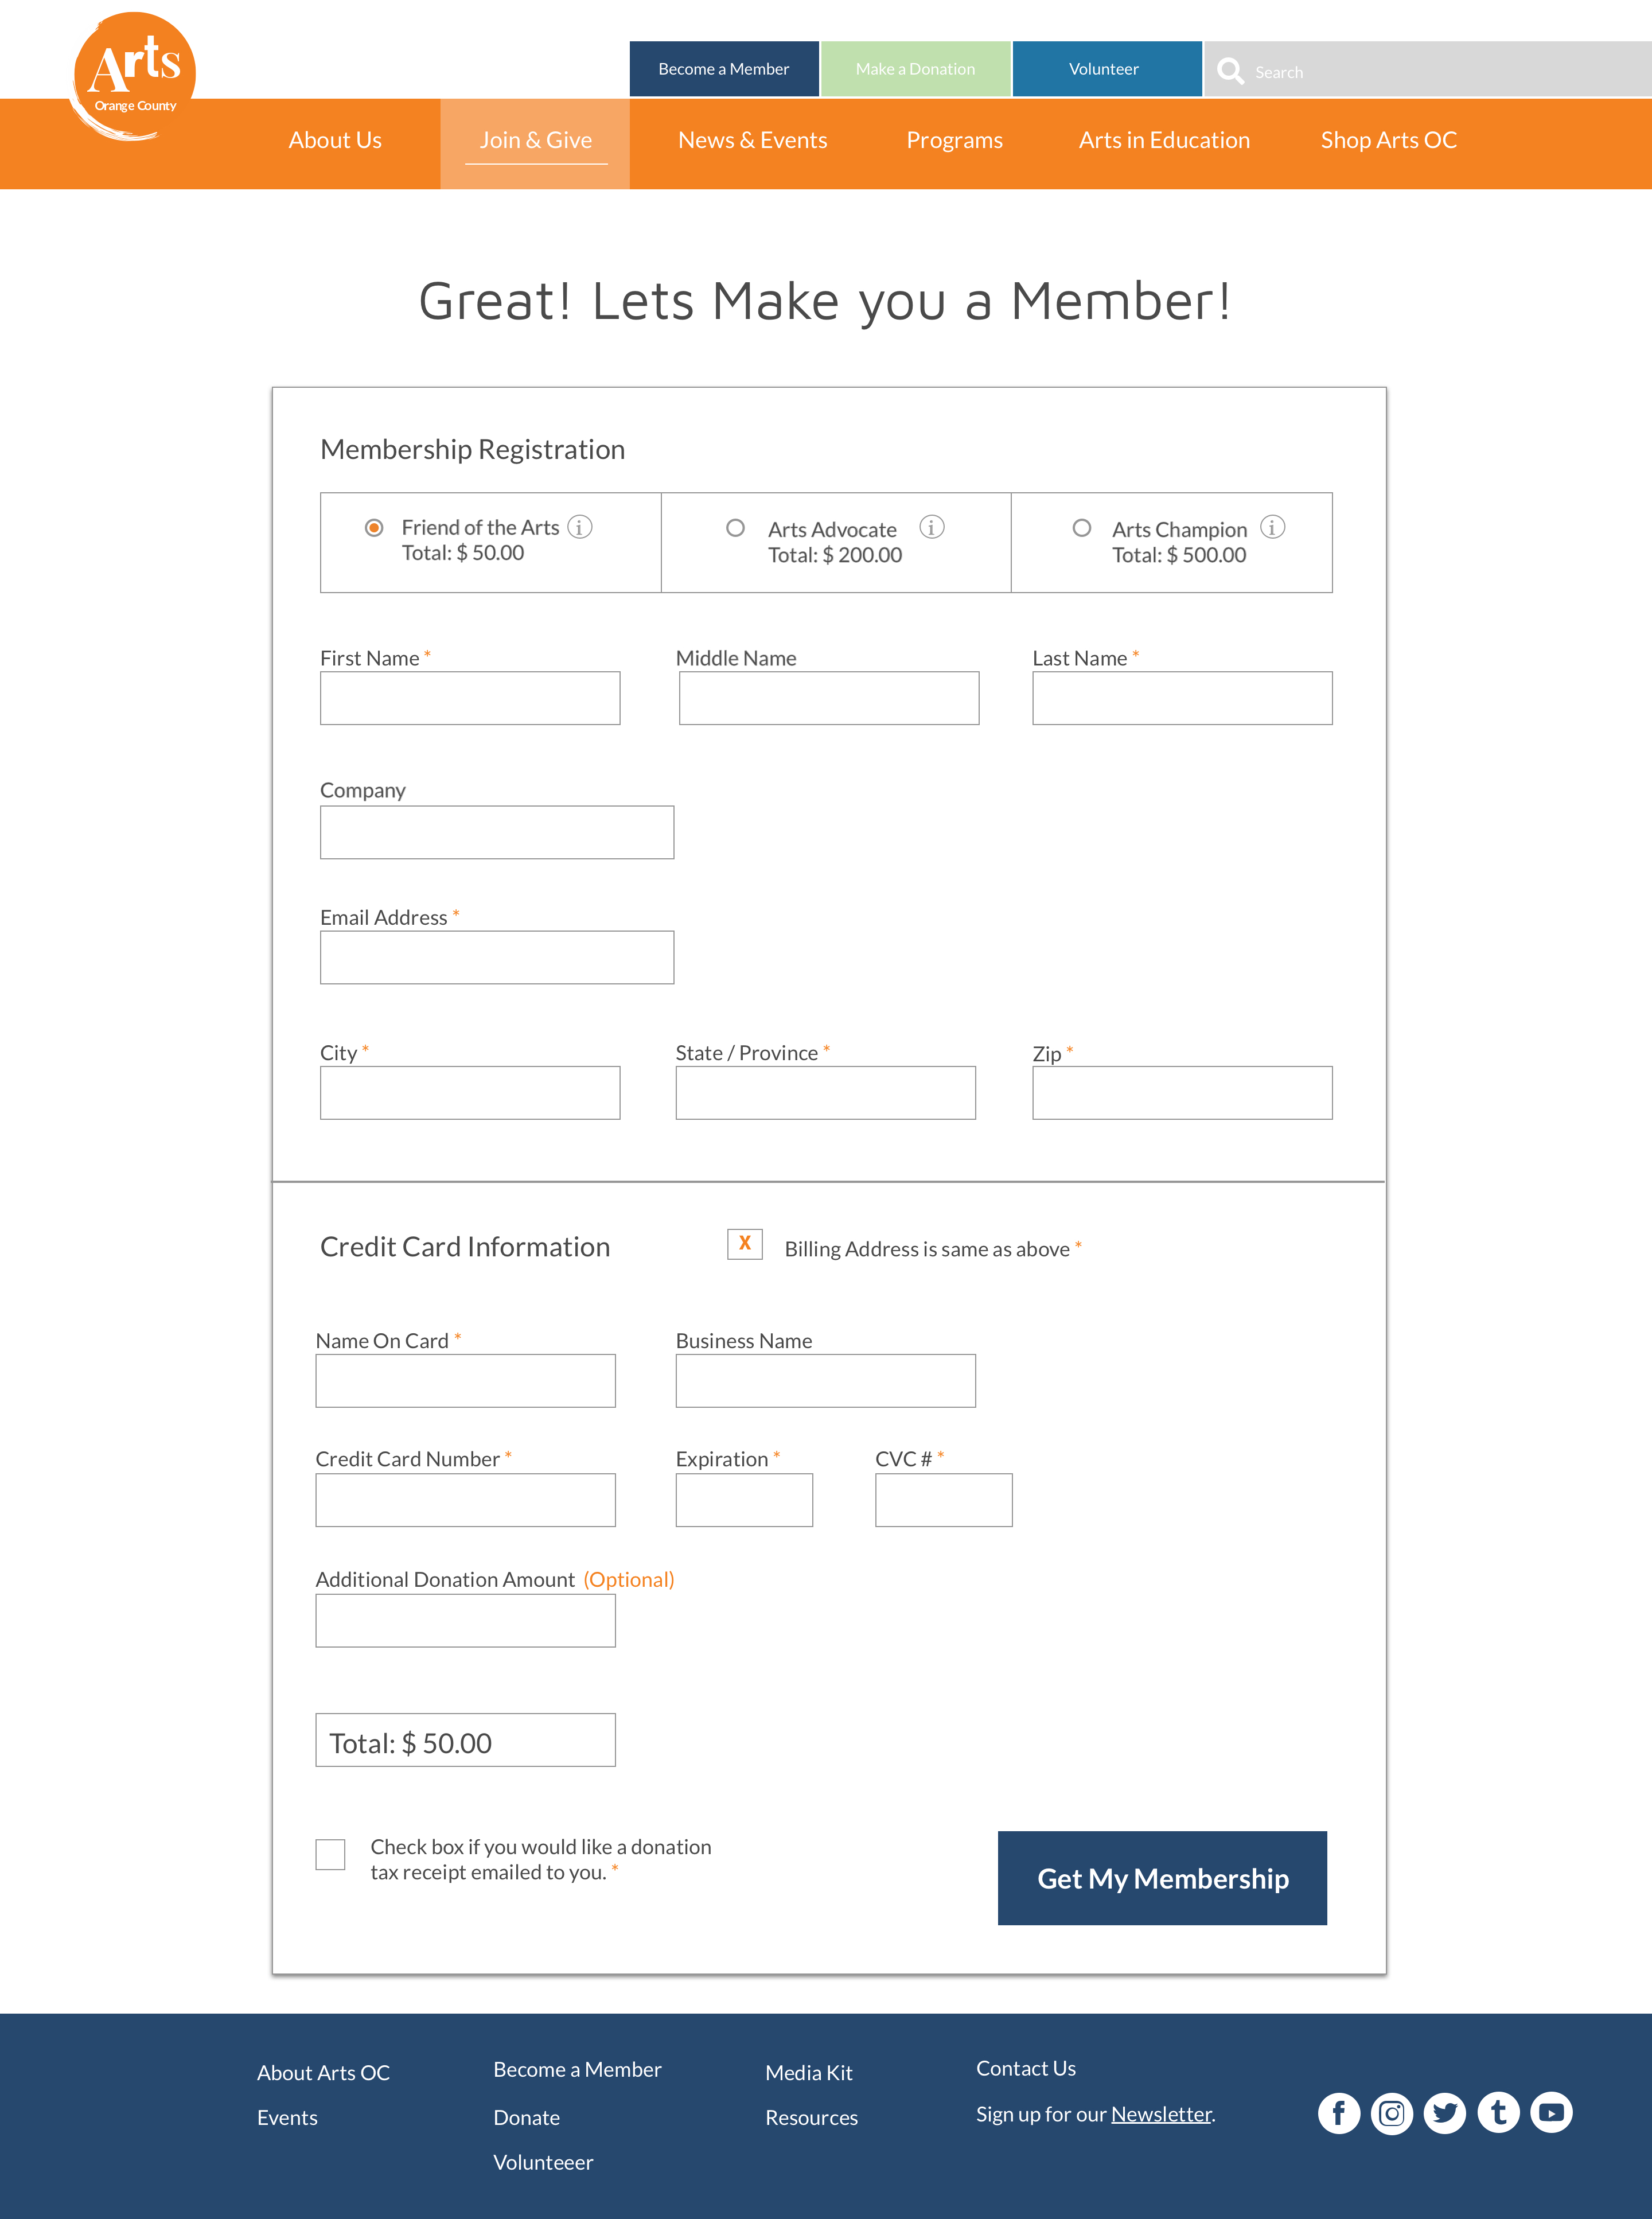 Arts
Orange County
Become a Member
Make a Donation
Volunteer
Search
About Us
Join & Give
News & Events
Programs
Arts in Education
Shop Arts OC
Great! Lets Make you a Member!
Membership Registration
Friend of the Arts
Total: $ 50.00
Arts Advocate
Total: $ 200.00
Arts Champion
Total: $ 500.00
First Name *
Middle Name
Last Name *
Company
Email Address *
City *
State / Province *
Zip *
Credit Card Information
X
Billing Address is same as above *
Name On Card *
Business Name
Credit Card Number *
Expiration *
CVC # *
Additional Donation Amount (Optional)
Total: $ 50.00
Check box if you would like a donation
tax receipt emailed to you. *
Get My Membership
About Arts OC
Events
Become a Member
Donate
Volunteeer
Media Kit
Resources
Contact Us
Sign up for our Newsletter.